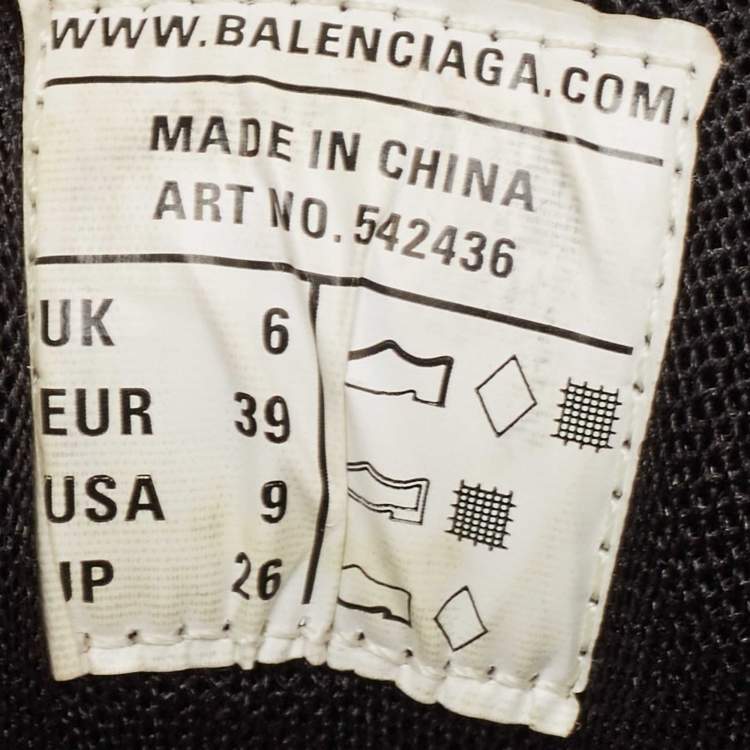 WWW.BALENCIAGA.COM
MADE IN CHINA
ART NO. 542436
UK 6
EUR 39
USA 9
JP 26